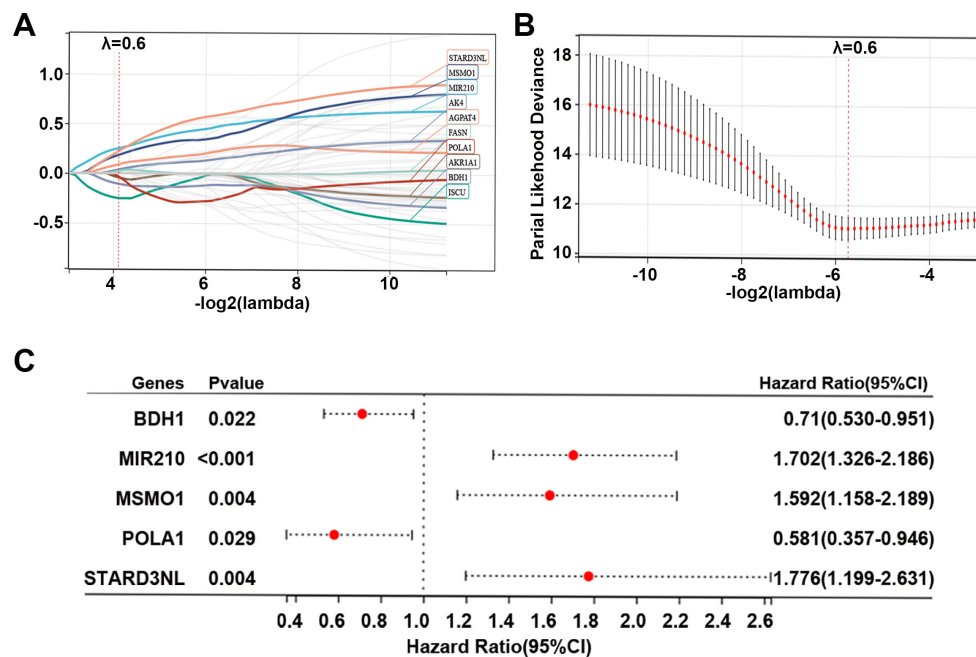 A
λ=0.6
1.0
0.5
0.0
-0.5
STARD3NL
MSMO1
MIR210
AK4
AGPAT4
FASN
POLA1
AKR1A1
BDH1
ISCU
4 6 8 10
-log2(lambda)
B
λ=0.6
Parial Likelihood Deviance
18
16
14
12
10
-10 -8 -6 -4
-log2(lambda)
C
Genes Pvalue Hazard Ratio(95%CI)
BDH1 0.022 0.71(0.530-0.951)
MIR210 <0.001 1.702(1.326-2.186)
MSMO1 0.004 1.592(1.158-2.189)
POLA1 0.029 0.581(0.357-0.946)
STARD3NL 0.004 1.776(1.199-2.631)
0.4 0.6 0.8 1.0 1.2 1.4 1.6 1.8 2.0 2.2 2.4 2.6
Hazard Ratio(95%CI)